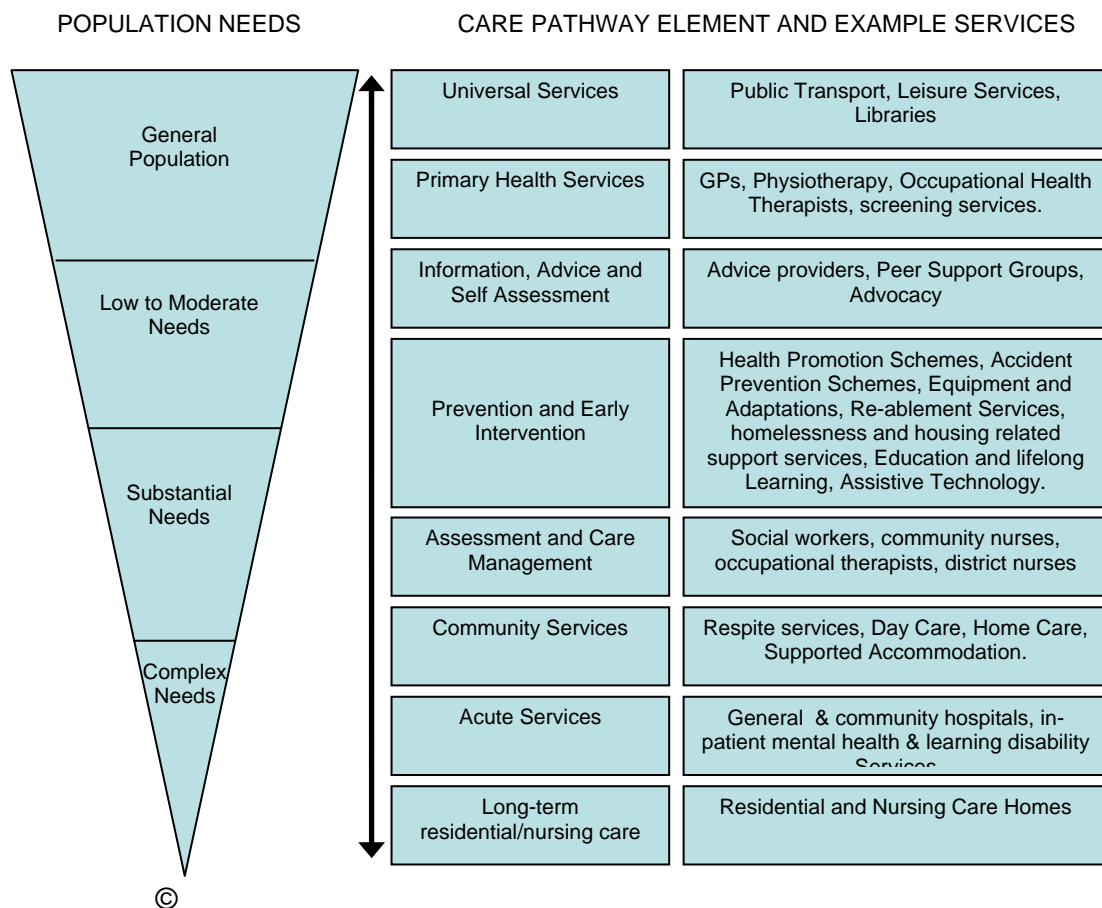 POPULATION NEEDS
CARE PATHWAY ELEMENT AND EXAMPLE SERVICES
General
Population
Low to Moderate
Needs
Substantial
Needs
Complex
Needs
©
Universal Services
Public Transport, Leisure Services,
Libraries
Primary Health Services
GPs, Physiotherapy, Occupational Health
Therapists, screening services.
Information, Advice and
Self Assessment
Advice providers, Peer Support Groups,
Advocacy
Prevention and Early
Intervention
Health Promotion Schemes, Accident
Prevention Schemes, Equipment and
Adaptations, Re-ablement Services,
homelessness and housing related
support services, Education and lifelong
Learning, Assistive Technology.
Assessment and Care
Management
Social workers, community nurses,
occupational therapists, district nurses
Community Services
Respite services, Day Care, Home Care,
Supported Accommodation.
Acute Services
General & community hospitals, in-
patient mental health & learning disability
Services
Long-term
residential/nursing care
Residential and Nursing Care Homes